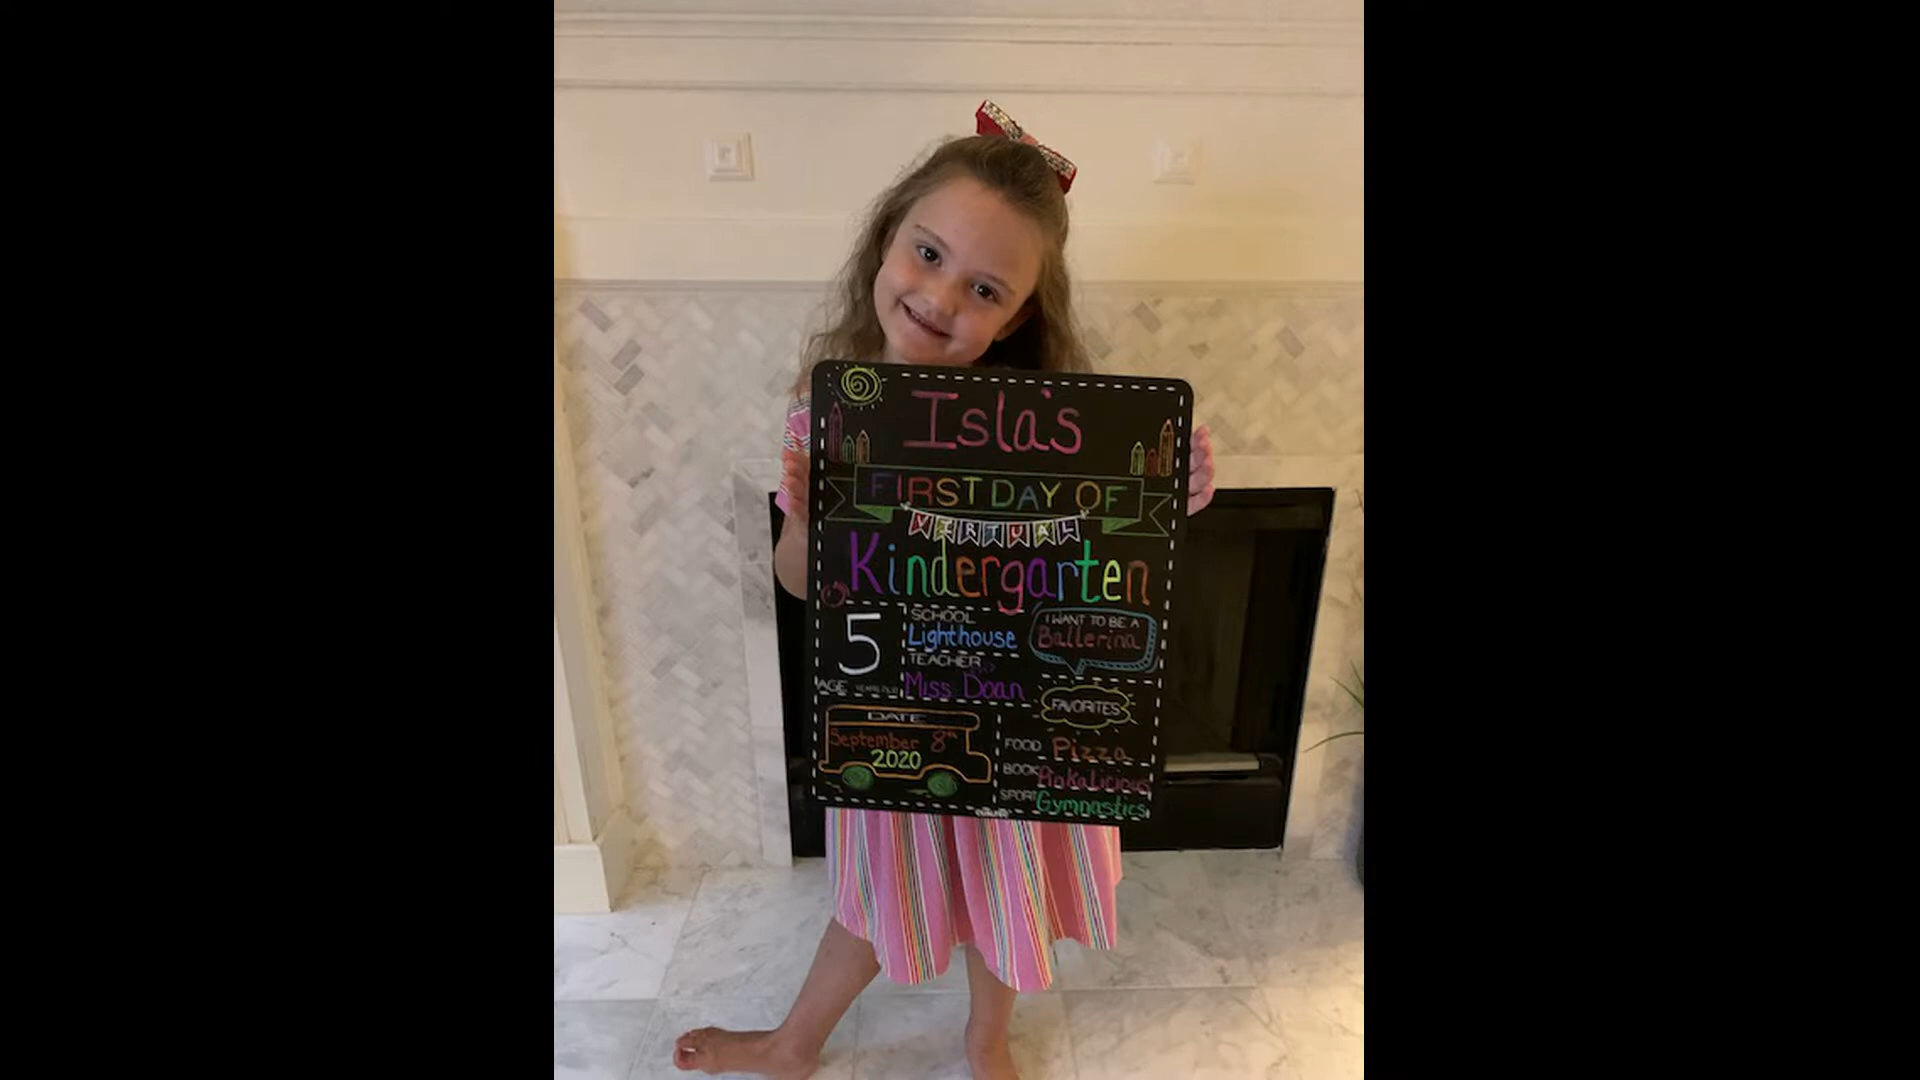 Isla's
FIRST DAY OF
VIRTUAL
Kindergarten
5
AGE
SCHOOL
Lighthouse
TEACHER
Miss Doan
I WANT TO BE A
Ballerina
DATE
September 8th
2020
FAVORITES
FOOD Pizza
BOOK Pinkalicious
SPORT Gymnastics